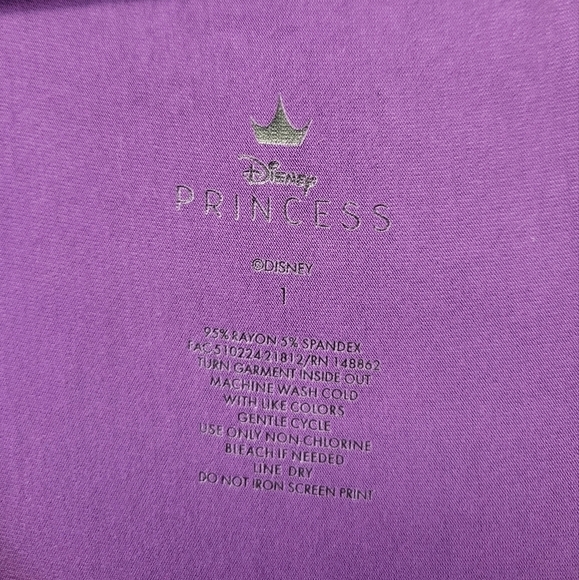 Disney
PRINCESS
©DISNEY
1
95% RAYON 5% SPANDEX
FAC 510224 21812/RN 148862
TURN GARMENT INSIDE OUT
MACHINE WASH COLD
WITH LIKE COLORS
GENTLE CYCLE
USE ONLY NON CHLORINE
BLEACH IF NEEDED
LINE DRY
DO NOT IRON SCREEN PRINT